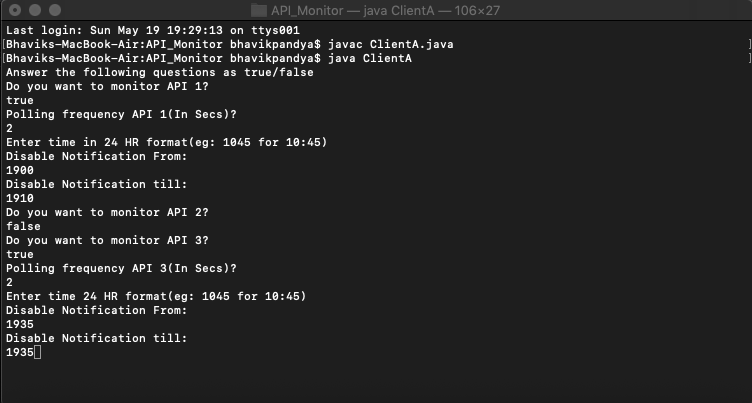 API_Monitor — java ClientA — 106×27
Last login: Sun May 19 19:29:13 on ttys001
[Bhaviks-MacBook-Air:API_Monitor bhavikpandya$ javac ClientA.java ]
[Bhaviks-MacBook-Air:API_Monitor bhavikpandya$ java ClientA ]
Answer the following questions as true/false
Do you want to monitor API 1?
true
Polling frequency API 1(In Secs)?
2
Enter time in 24 HR format(eg: 1045 for 10:45)
Disable Notification From:
1900
Disable Notification till:
1910
Do you want to monitor API 2?
false
Do you want to monitor API 3?
true
Polling frequency API 3(In Secs)?
2
Enter time 24 HR format(eg: 1045 for 10:45)
Disable Notification From:
1935
Disable Notification till:
1935